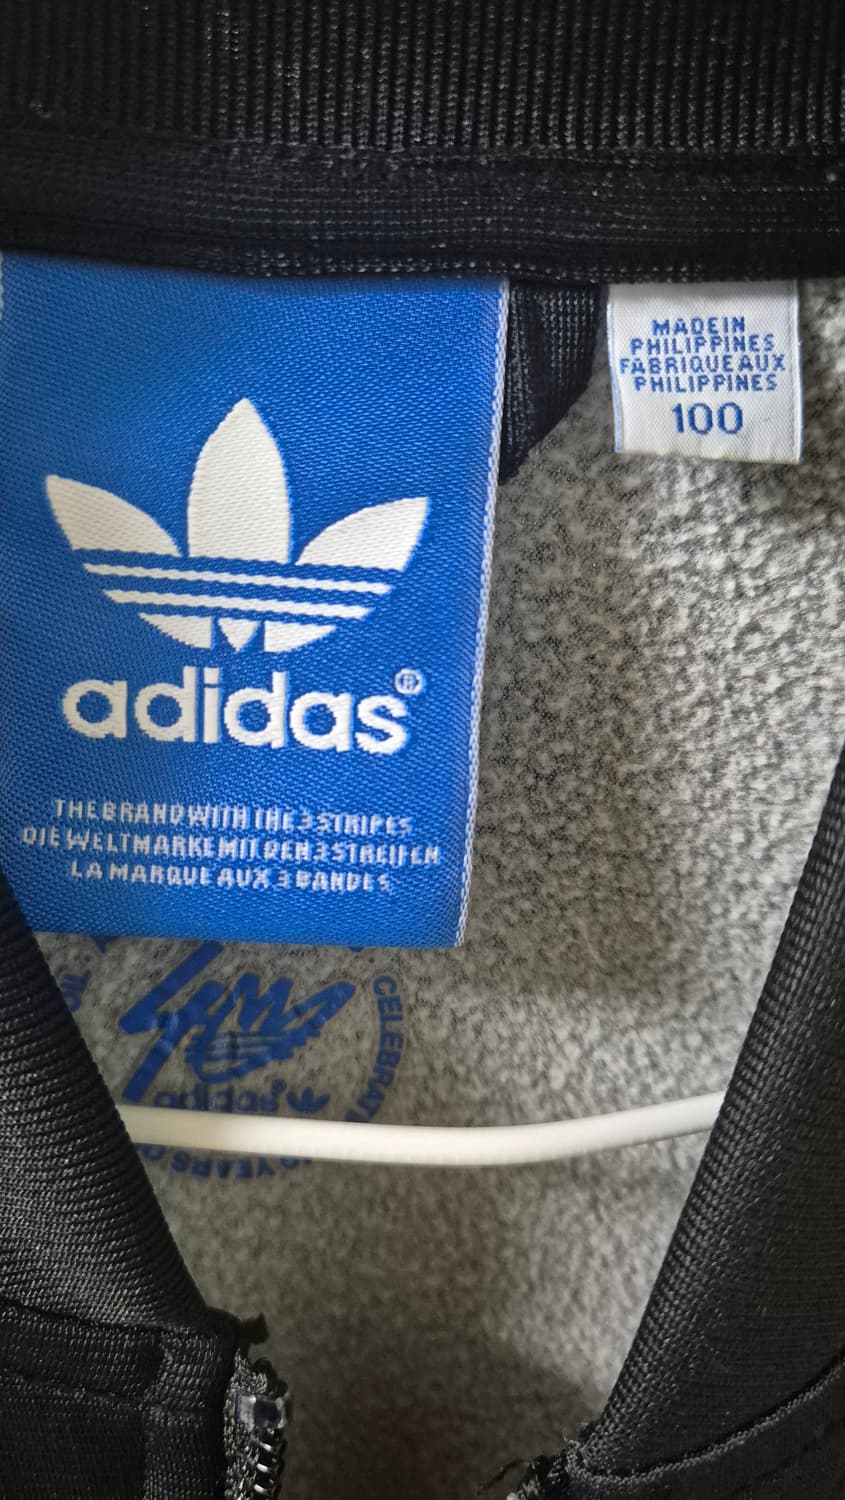 adidas®
THE BRAND WITH THE 3 STRIPES
DIE WELTMARKE MIT DEN 3 STREIFEN
LA MARQUE AUX 3 BANDES
MADE IN
PHILIPPINES
FABRIQUE AUX
PHILIPPINES
100
adidas®
YEARS